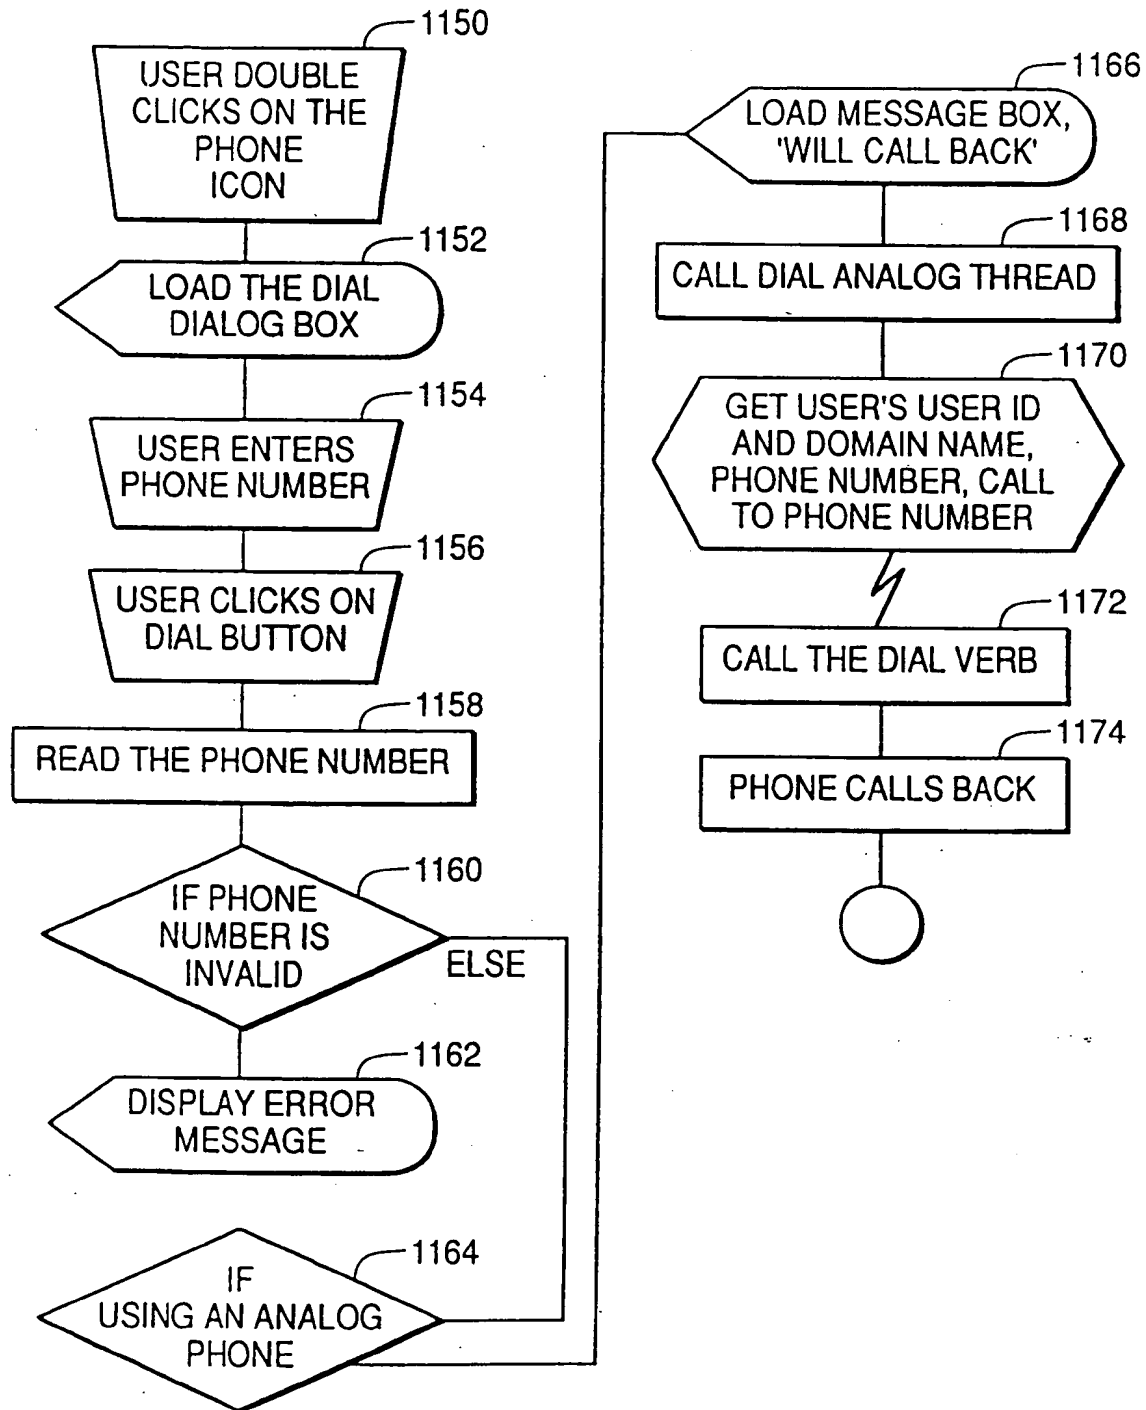 1150
USER DOUBLE
CLICKS ON THE
PHONE
ICON
1152
LOAD THE DIAL
DIALOG BOX
1154
USER ENTERS
PHONE NUMBER
1156
USER CLICKS ON
DIAL BUTTON
1158
READ THE PHONE NUMBER
1160
IF PHONE
NUMBER IS
INVALID
ELSE
1162
DISPLAY ERROR
MESSAGE
1164
IF
USING AN ANALOG
PHONE
1166
LOAD MESSAGE BOX,
'WILL CALL BACK'
1168
CALL DIAL ANALOG THREAD
1170
GET USER'S USER ID
AND DOMAIN NAME,
PHONE NUMBER, CALL
TO PHONE NUMBER
1172
CALL THE DIAL VERB
1174
PHONE CALLS BACK